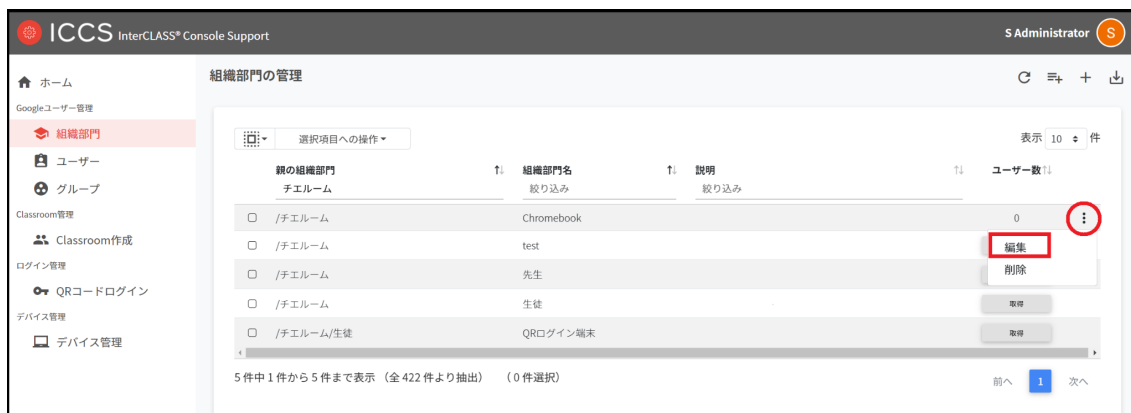 ICCS InterCLASS® Console Support
S Administrator S
ホーム
Googleユーザー管理
組織部門
ユーザー
グループ
Classroom管理
Classroom作成
ログイン管理
QRコードログイン
デバイス管理
デバイス管理
組織部門の管理
選択項目への操作
表示 10 件
親の組織部門 組織部門名 説明 ユーザー数
チエルーム 絞り込み 絞り込み
/チエルーム Chromebook 0
/チエルーム test
編集
/チエルーム 先生
削除
/チエルーム 生徒 取得
/チエルーム/生徒 QRログイン端末 取得
5 件中 1 件から 5 件まで表示 （全 422 件より抽出） （ 0 件選択）
前へ 1 次へ